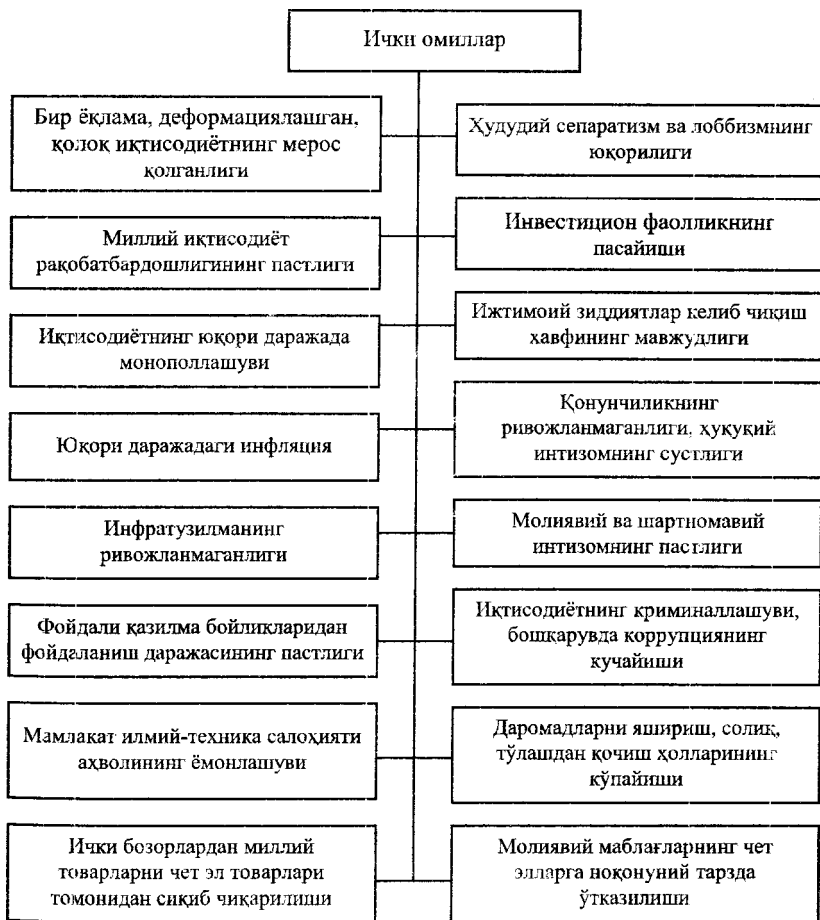 Ички омиллар
Бир ёқлама, деформациялашган,
қолоқ иқтисодиётнинг мерос
қолганлиги
Миллий иқтисодиёт
рақобатбардошлигининг пастлиги
Иқтисодиётнинг юқори даражада
монополлашуви
Юқори даражадаги инфляция
Инфратузилманинг
ривожланмаганлиги
Фойдали қазилма бойликларидан
фойдаланиш даражасининг пастлиги
Мамлакат илмий-техника салоҳияти
аҳволининг ёмонлашуви
Ички бозорлардан миллий
товарларни чет эл товарлари
томонидан сиқиб чиқарилиши
Ҳудудий сепаратизм ва лоббизмнинг
юқорилиги
Инвестицион фаолликнинг
пасайиши
Ижтимоий зиддиятлар келиб чиқиш
хавфининг мавжудлиги
Қонунчиликнинг
ривожланмаганлиги, ҳуқуқий
интизомнинг сустлиги
Молиявий ва шартномавий
интизомнинг пастлиги
Иқтисодиётнинг криминаллашуви,
бошқарувда коррупциянинг
кучайиши
Даромадларни яшириш, солиқ,
тўлашдан қочиш ҳолларининг
кўпайиши
Молиявий маблағларнинг чет
элларга ноқонуний тарзда
ўтказилиши